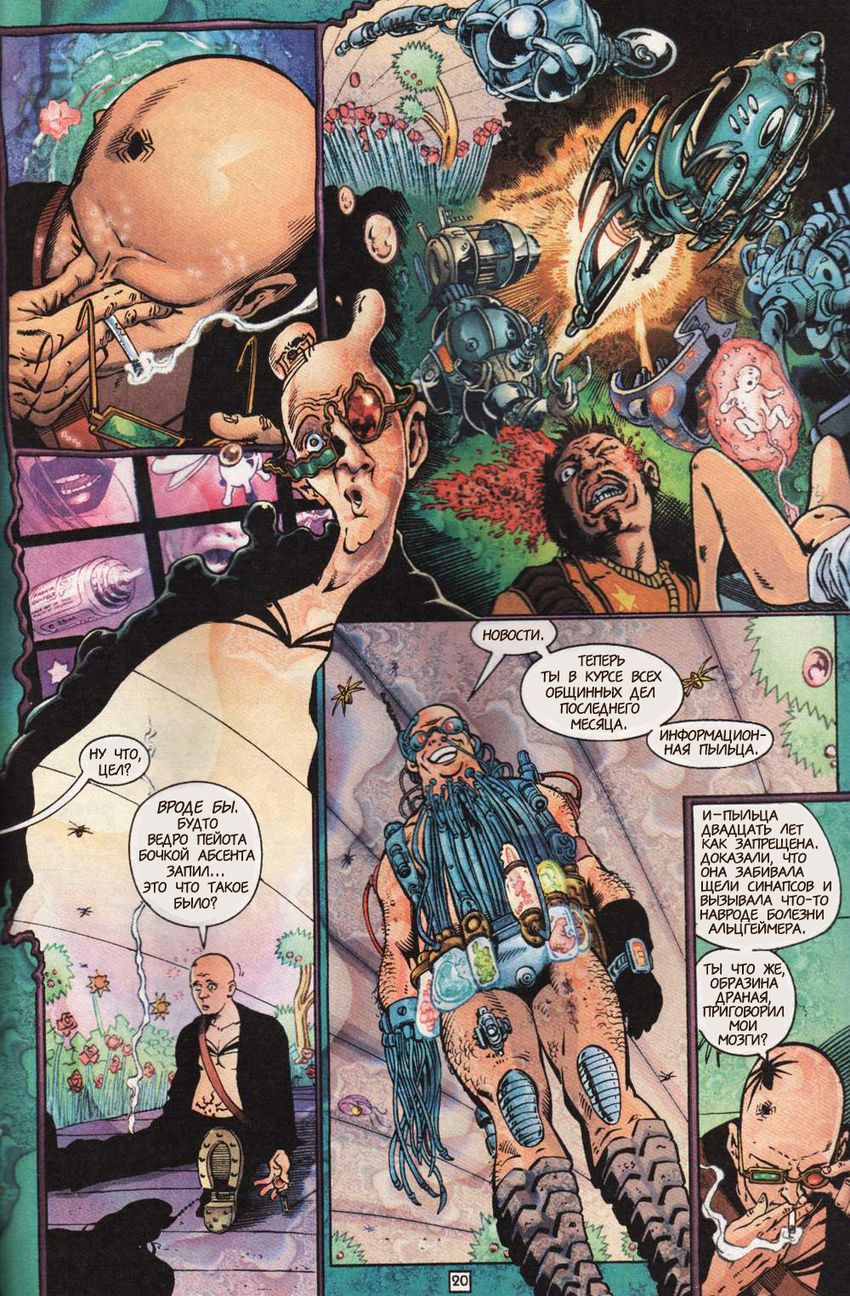 НУ ЧТО,
ЦЕЛ?
ВРОДЕ БЫ.
БУДТО
ВЕДРО ПЕЙОТА
БОЧКОЙ АБСЕНТА
ЗАПИЛ...
ЭТО ЧТО ТАКОЕ
БЫЛО?
НОВОСТИ.
ТЕПЕРЬ
ТЫ В КУРСЕ ВСЕХ
ОБЩИННЫХ ДЕЛ
ПОСЛЕДНЕГО
МЕСЯЦА.
ИНФОРМАЦИОН-
НАЯ ПЫЛЬЦА.
И-ПЫЛЬЦА
ДВАДЦАТЬ ЛЕТ
КАК ЗАПРЕЩЕНА.
ДОКАЗАЛИ, ЧТО
ОНА ЗАБИВАЛА
ЩЕЛИ СИНАПСОВ И
ВЫЗЫВАЛА ЧТО-ТО
НАВРОДЕ БОЛЕЗНИ
АЛЬЦГЕЙМЕРА.
ТЫ ЧТО ЖЕ,
ОБРАЗИНА
ДРАНАЯ,
ПРИГОВОРИЛ
МОИ
МОЗГИ?
20